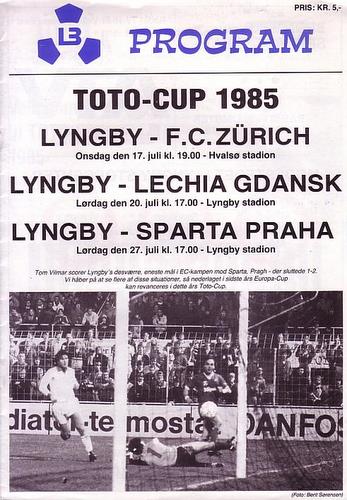 PRIS: KR. 5,-
LB PROGRAM
TOTO-CUP 1985
LYNGBY - F.C. ZÜRICH
Onsdag den 17. juli kl. 19.00 - Hvalsø stadion
LYNGBY - LECHIA GDANSK
Lørdag den 20. juli kl. 17.00 - Lyngby stadion
LYNGBY - SPARTA PRAHA
Lørdag den 27. juli kl. 17.00 - Lyngby stadion
Tom Vilmar scorer Lyngby's desværre, eneste mål i EC-kampen mod Sparta, Pragh - der sluttede 1-2.
Vi håber på at se flere af disse situationer, så nederlaget i sidste års Europa-Cup
kan revanceres i dette års Toto-Cup.
diato te mosta DANFOS
(Foto: Berit Sørensen)